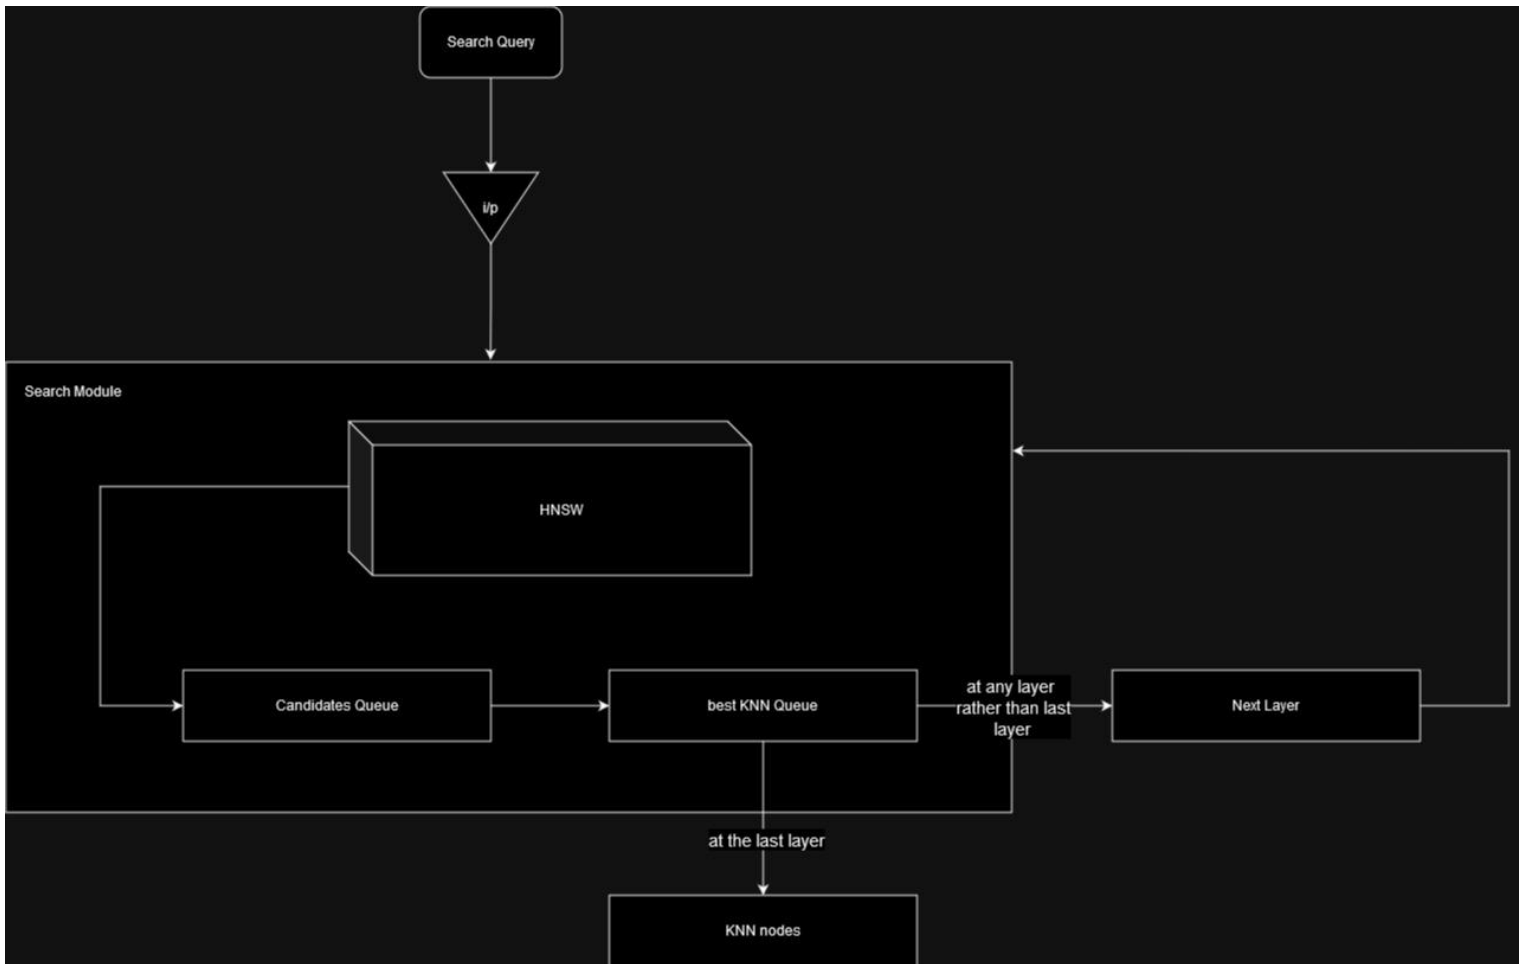 Search Query
i/p
Search Module
HNSW
Candidates Queue
best KNN Queue
at any layer
rather than last
layer
Next Layer
at the last layer
KNN nodes